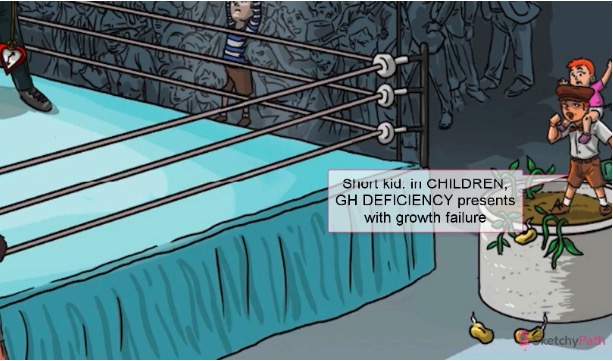 Short kid: in CHILDREN,
GH DEFICIENCY presents
with growth failure
SketchyPath